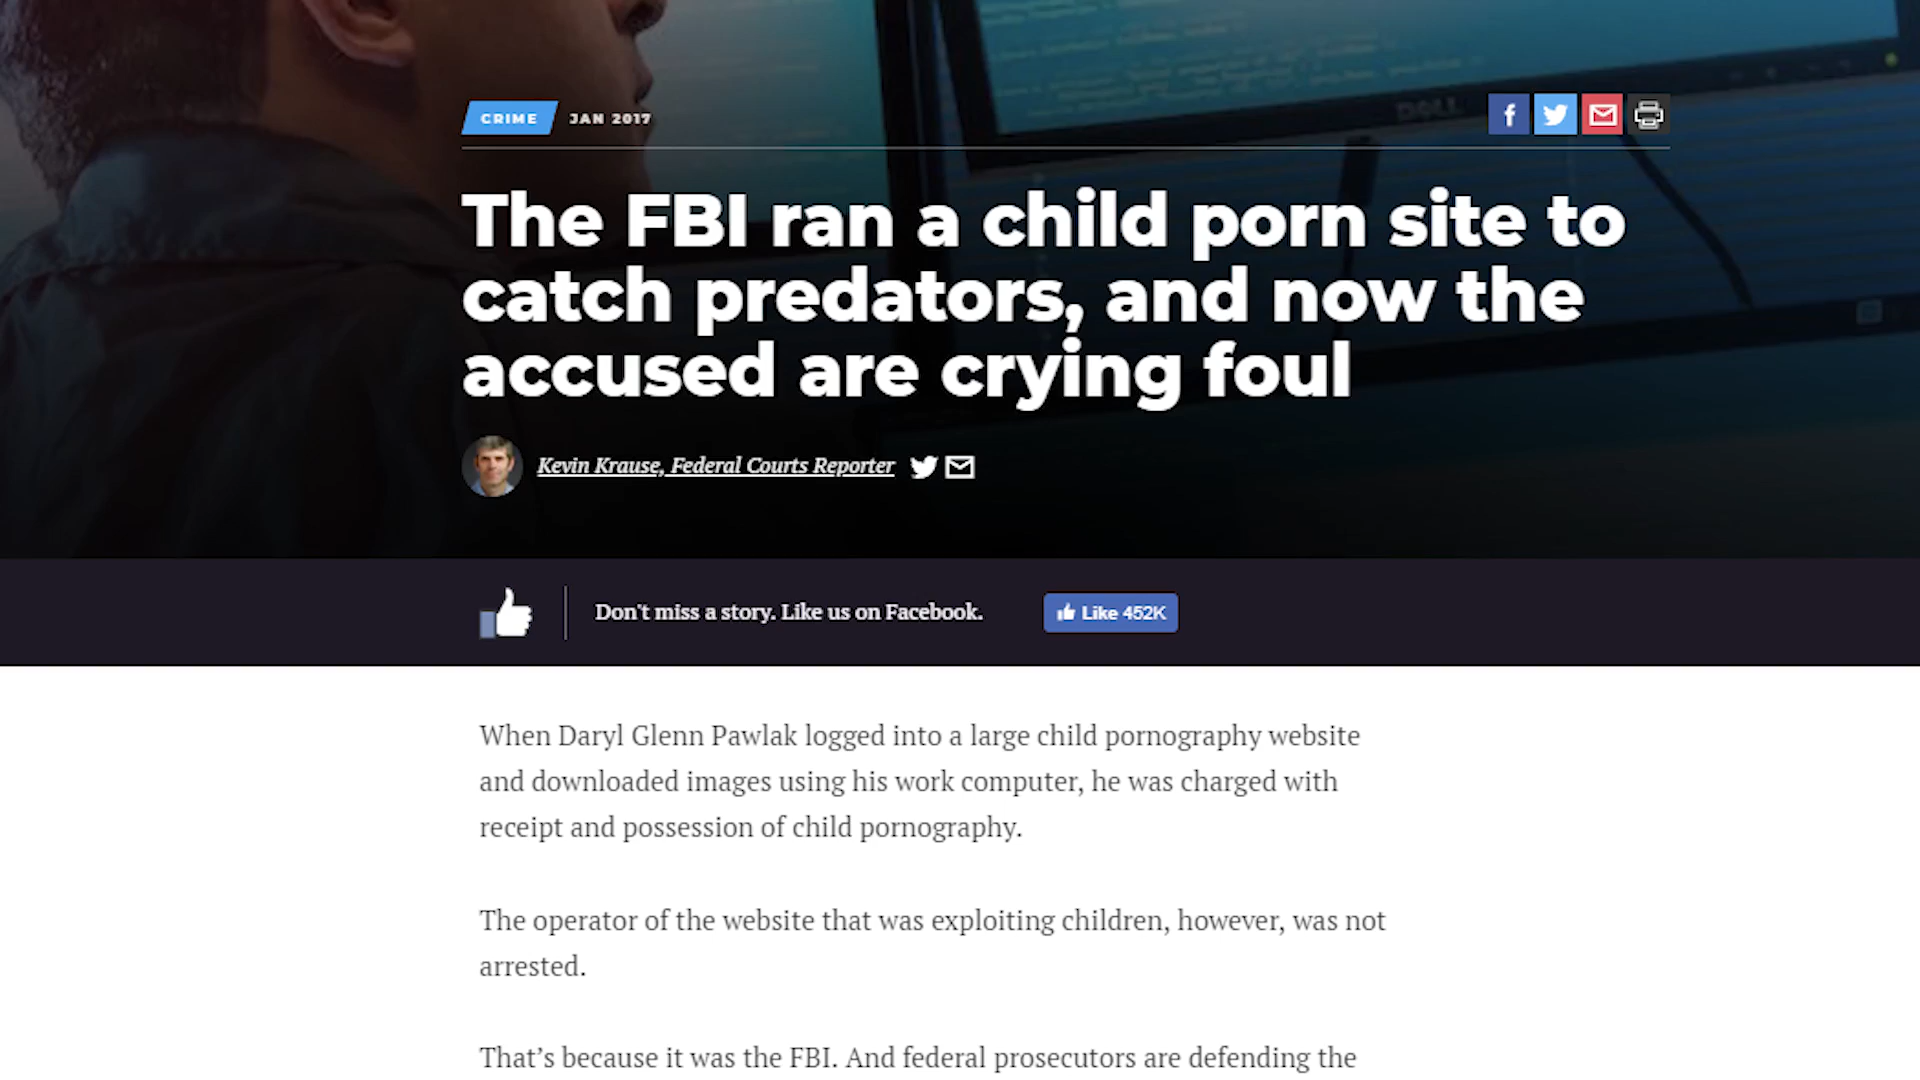 CRIME JAN 2017
The FBI ran a child porn site to
catch predators, and now the
accused are crying foul
Kevin Krause, Federal Courts Reporter
Don't miss a story. Like us on Facebook.
Like 452K
When Daryl Glenn Pawlak logged into a large child pornography website
and downloaded images using his work computer, he was charged with
receipt and possession of child pornography.
The operator of the website that was exploiting children, however, was not
arrested.
That’s because it was the FBI. And federal prosecutors are defending the